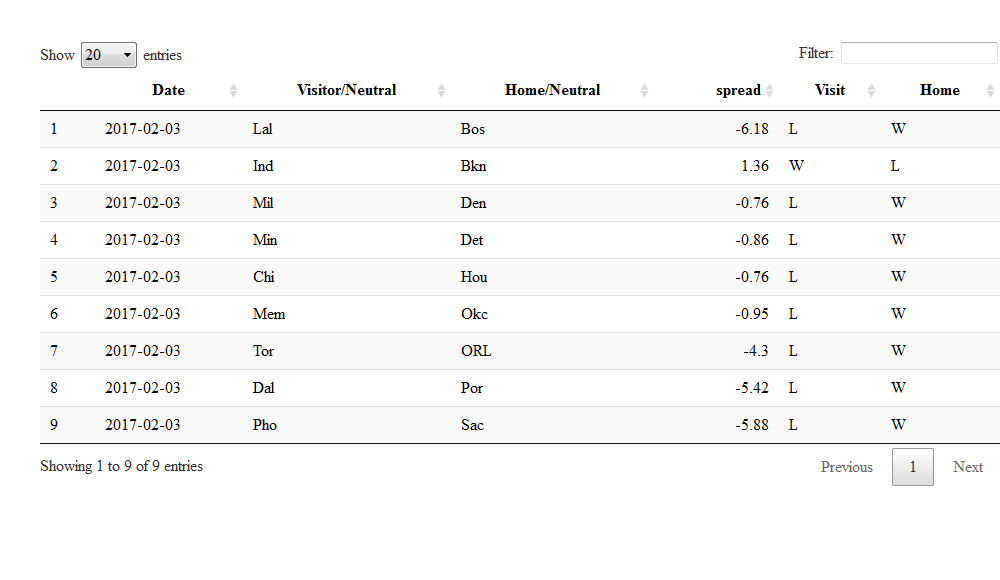 Show 20 entries Filter:
Date Visitor/Neutral Home/Neutral spread Visit Home
1 2017-02-03 Lal Bos -6.18 L W
2 2017-02-03 Ind Bkn 1.36 W L
3 2017-02-03 Mil Den -0.76 L W
4 2017-02-03 Min Det -0.86 L W
5 2017-02-03 Chi Hou -0.76 L W
6 2017-02-03 Mem Okc -0.95 L W
7 2017-02-03 Tor ORL -4.3 L W
8 2017-02-03 Dal Por -5.42 L W
9 2017-02-03 Pho Sac -5.88 L W
Showing 1 to 9 of 9 entries Previous 1 Next